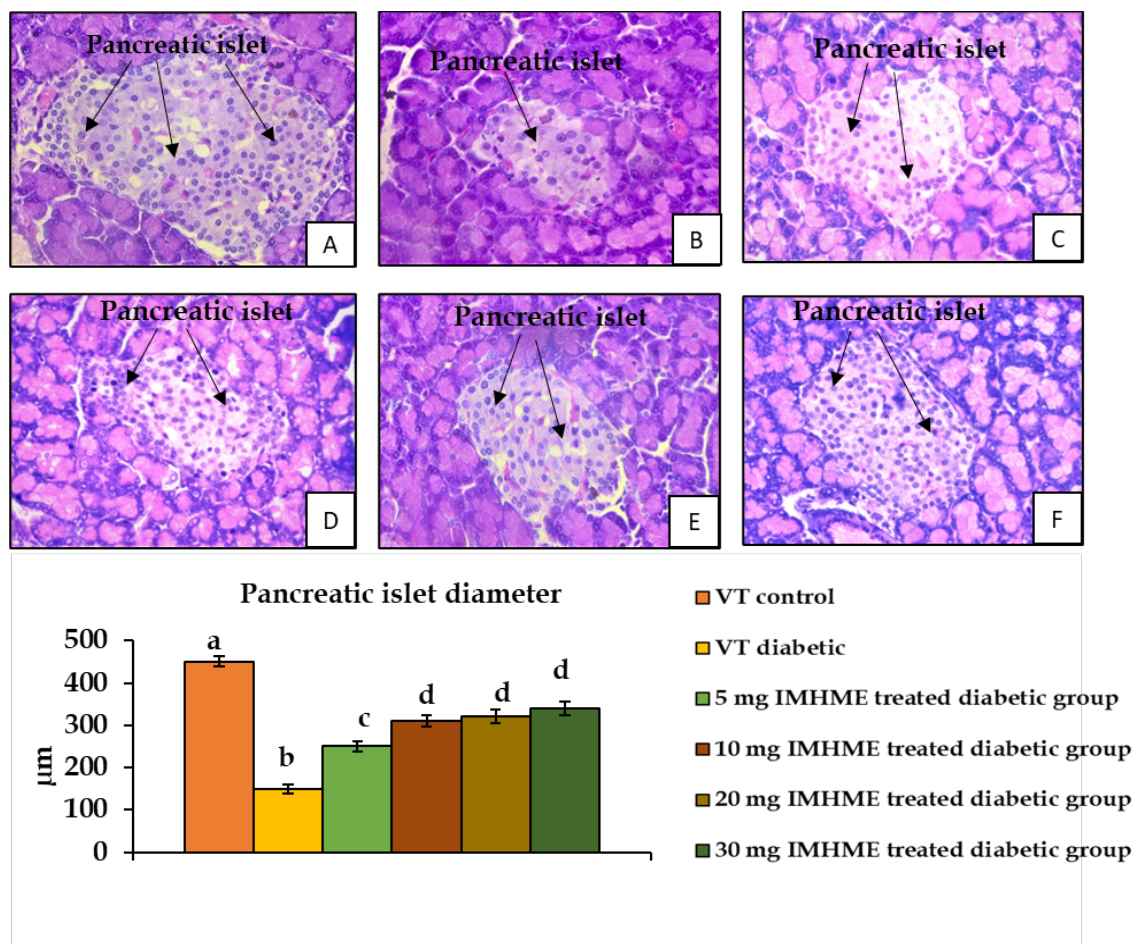 Pancreatic islet
A
Pancreatic islet
B
Pancreatic islet
C
Pancreatic islet
D
Pancreatic islet
E
Pancreatic islet
F
Pancreatic islet diameter
500
400
300
200
100
0
µm
a
b
c
d
d
d
VT control
VT diabetic
5 mg IMHME treated diabetic group
10 mg IMHME treated diabetic group
20 mg IMHME treated diabetic group
30 mg IMHME treated diabetic group